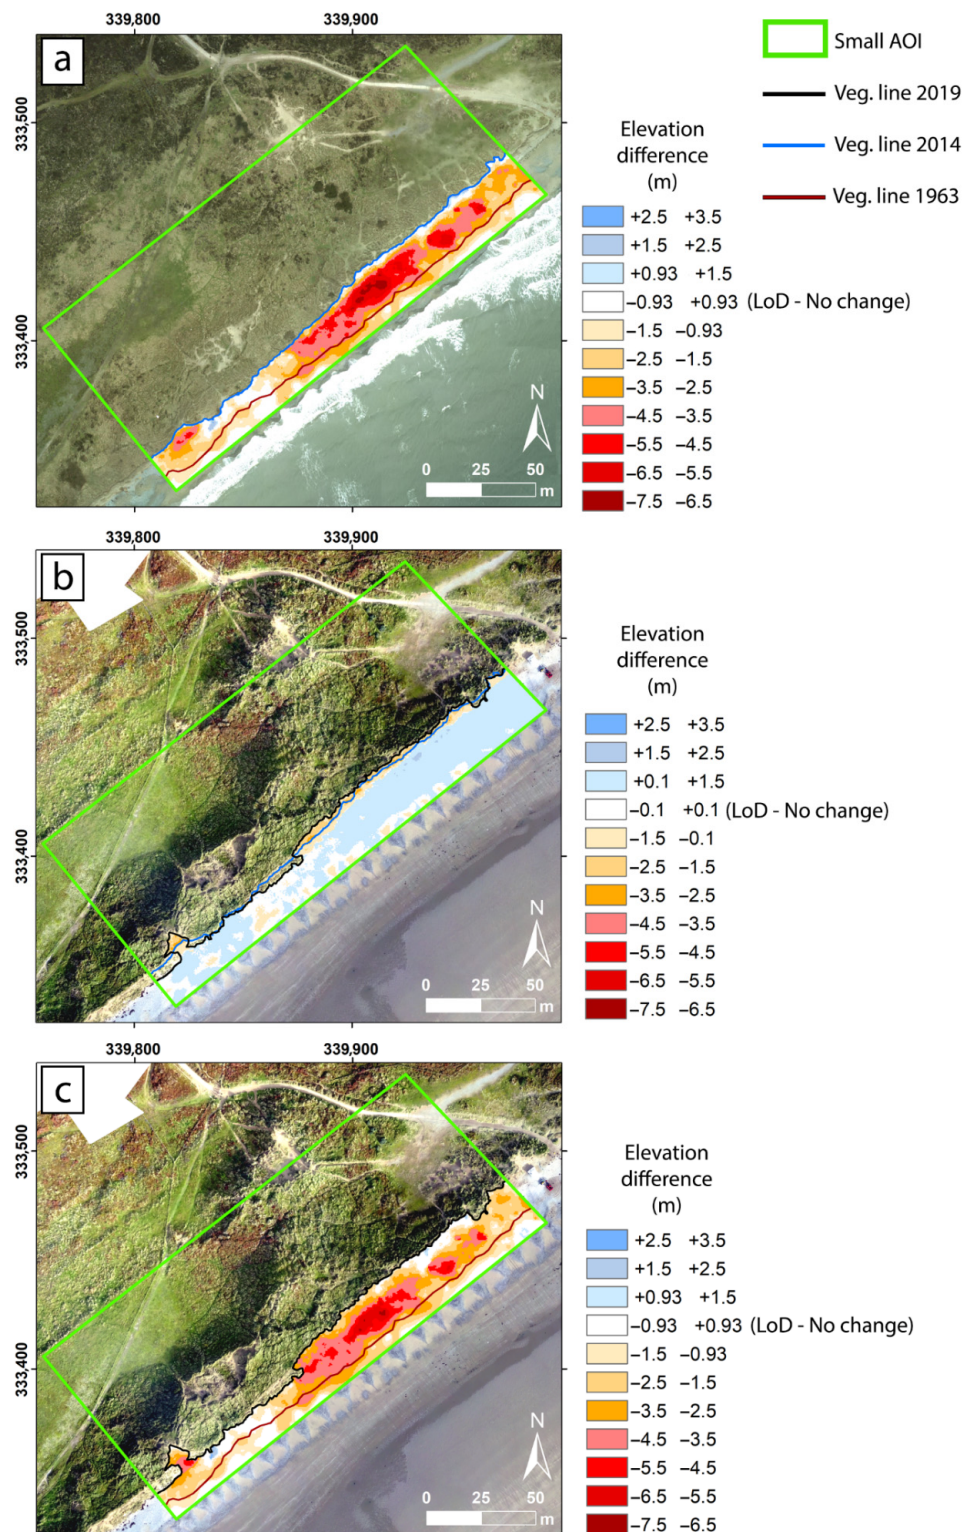 339,800 339,900
a
333,500
333,400
N
0 25 50
m
Small AOI
Veg. line 2019
Veg. line 2014
Veg. line 1963
Elevation
difference
(m)
+2.5 +3.5
+1.5 +2.5
+0.93 +1.5
−0.93 +0.93 (LoD - No change)
−1.5 −0.93
−2.5 −1.5
−3.5 −2.5
−4.5 −3.5
−5.5 −4.5
−6.5 −5.5
−7.5 −6.5
339,800 339,900
b
333,500
333,400
N
0 25 50
m
Elevation
difference
(m)
+2.5 +3.5
+1.5 +2.5
+0.1 +1.5
−0.1 +0.1 (LoD - No change)
−1.5 −0.1
−2.5 −1.5
−3.5 −2.5
−4.5 −3.5
−5.5 −4.5
−6.5 −5.5
−7.5 −6.5
339,800 339,900
c
333,500
333,400
N
0 25 50
m
Elevation
difference
(m)
+2.5 +3.5
+1.5 +2.5
+0.93 +1.5
−0.93 +0.93 (LoD - No change)
−1.5 −0.93
−2.5 −1.5
−3.5 −2.5
−4.5 −3.5
−5.5 −4.5
−6.5 −5.5
−7.5 −6.5